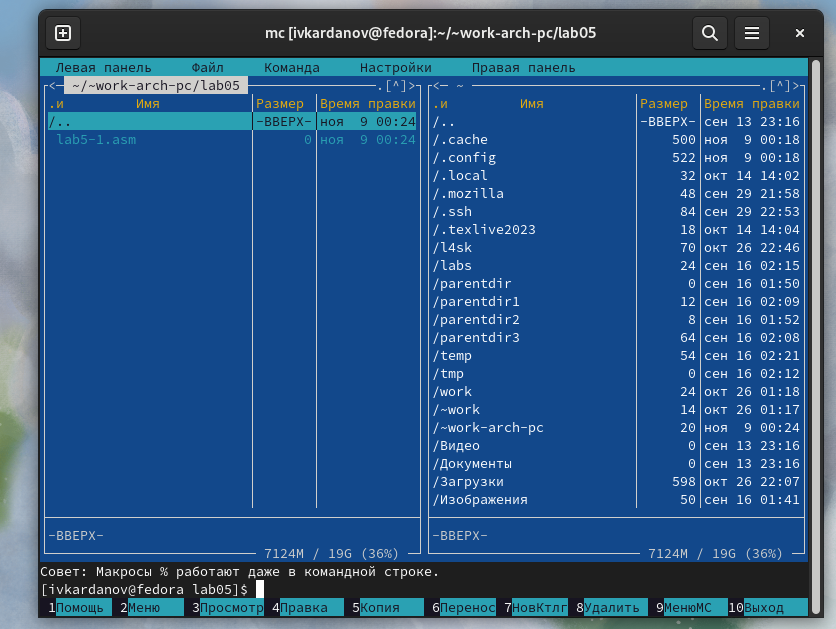 mc [ivkardanov@fedora]:~/~work-arch-pc/lab05
Левая панель Файл Команда Настройки Правая панель
<— ~/~work-arch-pc/lab05 .[^]> <— ~ .[^]>
.и Имя Размер Время правки .и Имя Размер Время правки
/.. -ВВЕРХ- ноя 9 00:24 /.. -ВВЕРХ- сен 13 23:16
lab5-1.asm 0 ноя 9 00:24 /.cache 500 ноя 9 00:18
/.config 522 ноя 9 00:18
/.local 32 окт 14 14:02
/.mozilla 48 сен 29 21:58
/.ssh 84 сен 29 22:53
/.texlive2023 18 окт 14 14:04
/l4sk 70 окт 26 22:46
/labs 24 сен 16 02:15
/parentdir 0 сен 16 01:50
/parentdir1 12 сен 16 02:09
/parentdir2 8 сен 16 01:52
/parentdir3 64 сен 16 02:08
/temp 54 сен 16 02:21
/tmp 0 сен 16 02:12
/work 24 окт 26 01:18
/~work 14 окт 26 01:17
/~work-arch-pc 20 ноя 9 00:24
/Видео 0 сен 13 23:16
/Документы 0 сен 13 23:16
/Загрузки 598 окт 26 22:07
/Изображения 50 сен 16 01:41
-ВВЕРХ- -ВВЕРХ-
7124M / 19G (36%) 7124M / 19G (36%)
Совет: Макросы % работают даже в командной строке.
[ivkardanov@fedora lab05]$
1Помощь 2Меню 3Просмотр 4Правка 5Копия 6Перенос 7НовКтлг 8Удалить 9МенюMC 10Выход